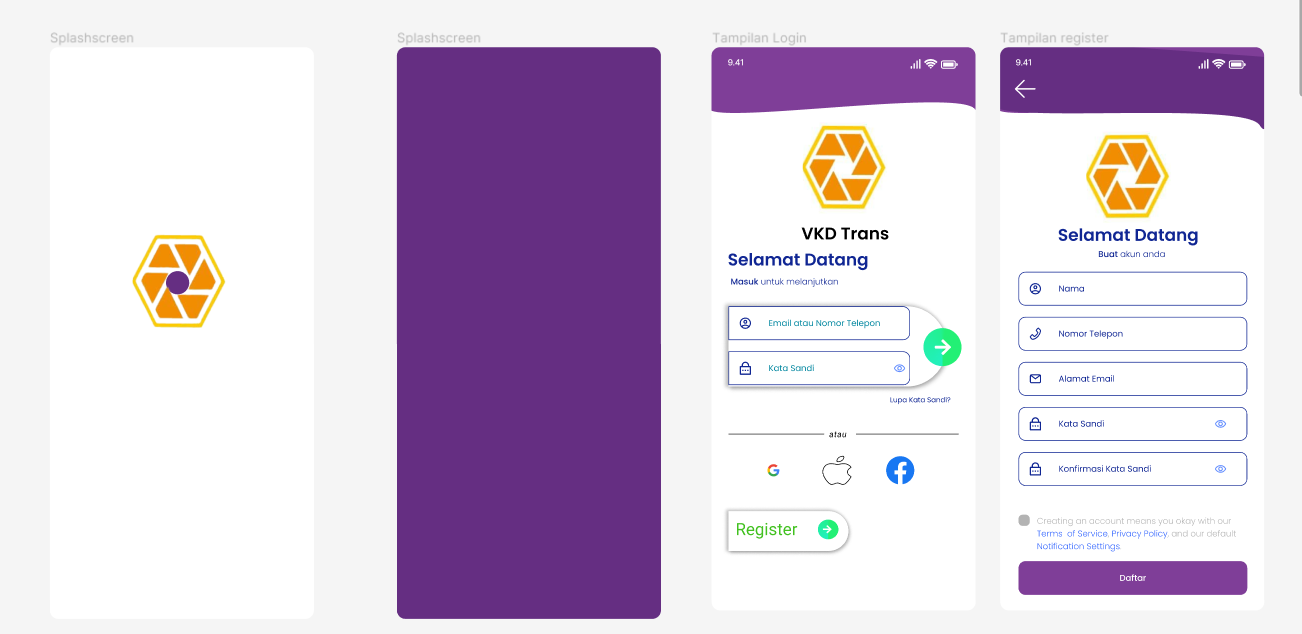 Splashscreen
Splashscreen
Tampilan Login
9.41
VKD Trans
Selamat Datang
Masuk untuk melanjutkan
Email atau Nomor Telepon
Kata Sandi
Lupa Kata Sandi?
atau
Register
Tampilan register
9.41
Selamat Datang
Buat akun anda
Nama
Nomor Telepon
Alamat Email
Kata Sandi
Konfirmasi Kata Sandi
Creating an account means you okay with our
Terms of Service, Privacy Policy, and our default
Notification Settings.
Daftar